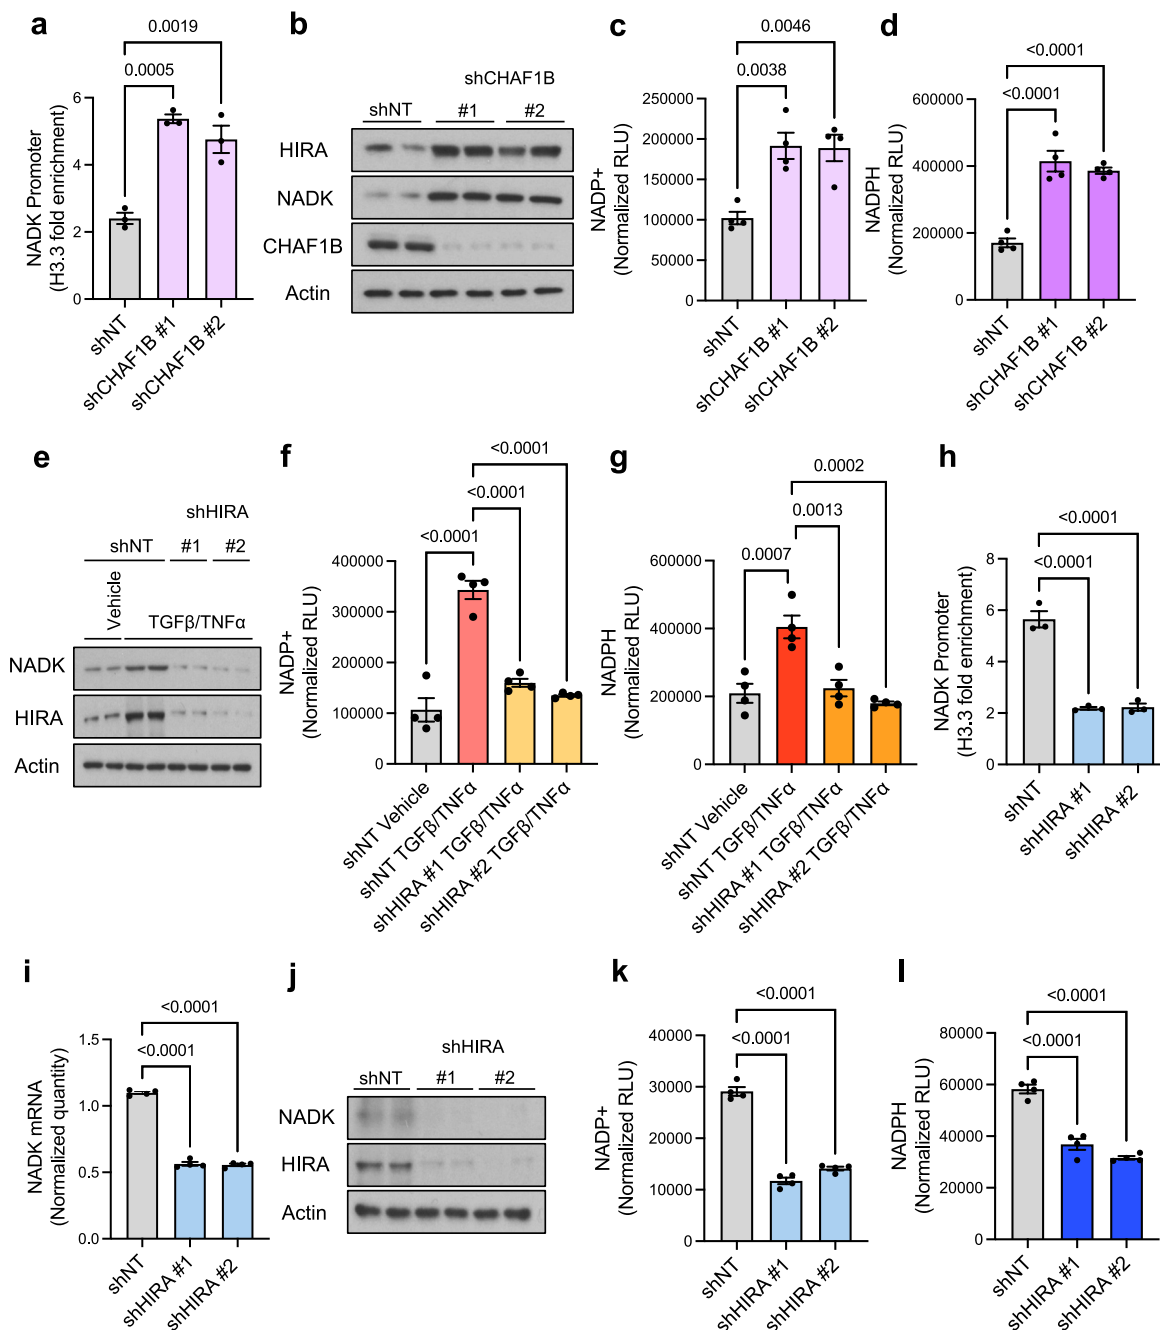 a
0.0019
0.0005
NADK Promoter
(H3.3 fold enrichment)
6
4
2
0
shNT
shCHAF1B #1
shCHAF1B #2
b
shCHAF1B
shNT #1 #2
HIRA
NADK
CHAF1B
Actin
c
0.0046
0.0038
NADP+
(Normalized RLU)
250000
200000
150000
100000
50000
0
shNT
shCHAF1B #1
shCHAF1B #2
d
<0.0001
<0.0001
NADPH
(Normalized RLU)
600000
400000
200000
0
shNT
shCHAF1B #1
shCHAF1B #2
e
shHIRA
shNT #1 #2
Vehicle
TGFβ/TNFα
NADK
HIRA
Actin
f
<0.0001
<0.0001
<0.0001
NADP+
(Normalized RLU)
400000
300000
200000
100000
0
shNT Vehicle
shNT TGFβ/TNFα
shHIRA #1 TGFβ/TNFα
shHIRA #2 TGFβ/TNFα
g
0.0002
0.0013
0.0007
NADPH
(Normalized RLU)
600000
400000
200000
0
shNT Vehicle
shNT TGFβ/TNFα
shHIRA #1 TGFβ/TNFα
shHIRA #2 TGFβ/TNFα
h
<0.0001
<0.0001
NADK Promoter
(H3.3 fold enrichment)
8
6
4
2
0
shNT
shHIRA #1
shHIRA #2
i
<0.0001
<0.0001
NADK mRNA
(Normalized quantity)
1.5
1.0
0.5
0.0
shNT
shHIRA #1
shHIRA #2
j
shHIRA
shNT #1 #2
NADK
HIRA
Actin
k
<0.0001
<0.0001
NADP+
(Normalized RLU)
40000
30000
20000
10000
0
shNT
shHIRA #1
shHIRA #2
l
<0.0001
<0.0001
NADPH
(Normalized RLU)
80000
60000
40000
20000
0
shNT
shHIRA #1
shHIRA #2